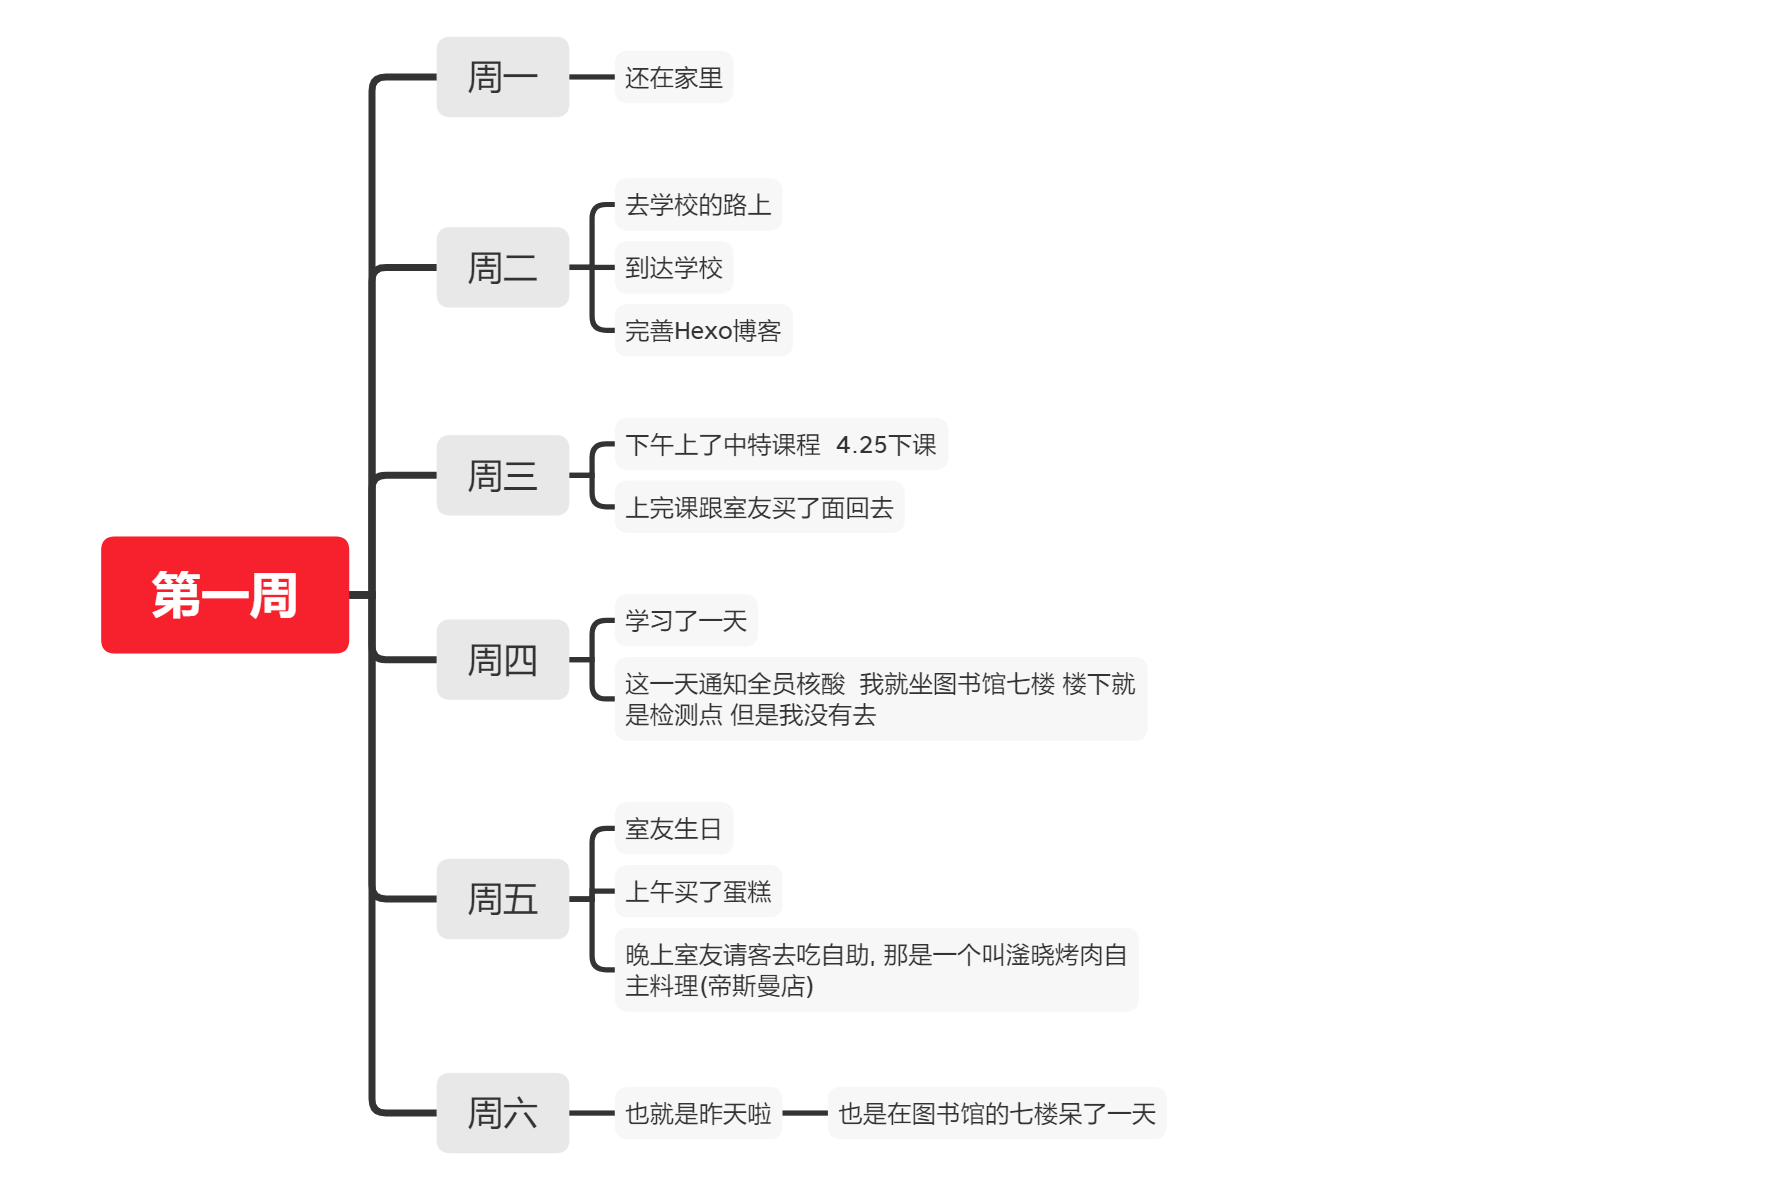 第一周
周一
还在家里
周二
去学校的路上
到达学校
完善Hexo博客
周三
下午上了中特课程  4.25下课
上完课跟室友买了面回去
周四
学习了一天
这一天通知全员核酸  我就坐图书馆七楼 楼下就
是检测点 但是我没有去
周五
室友生日
上午买了蛋糕
晚上室友请客去吃自助, 那是一个叫滏晓烤肉自
主料理(帝斯曼店)
周六
也就是昨天啦
也是在图书馆的七楼呆了一天